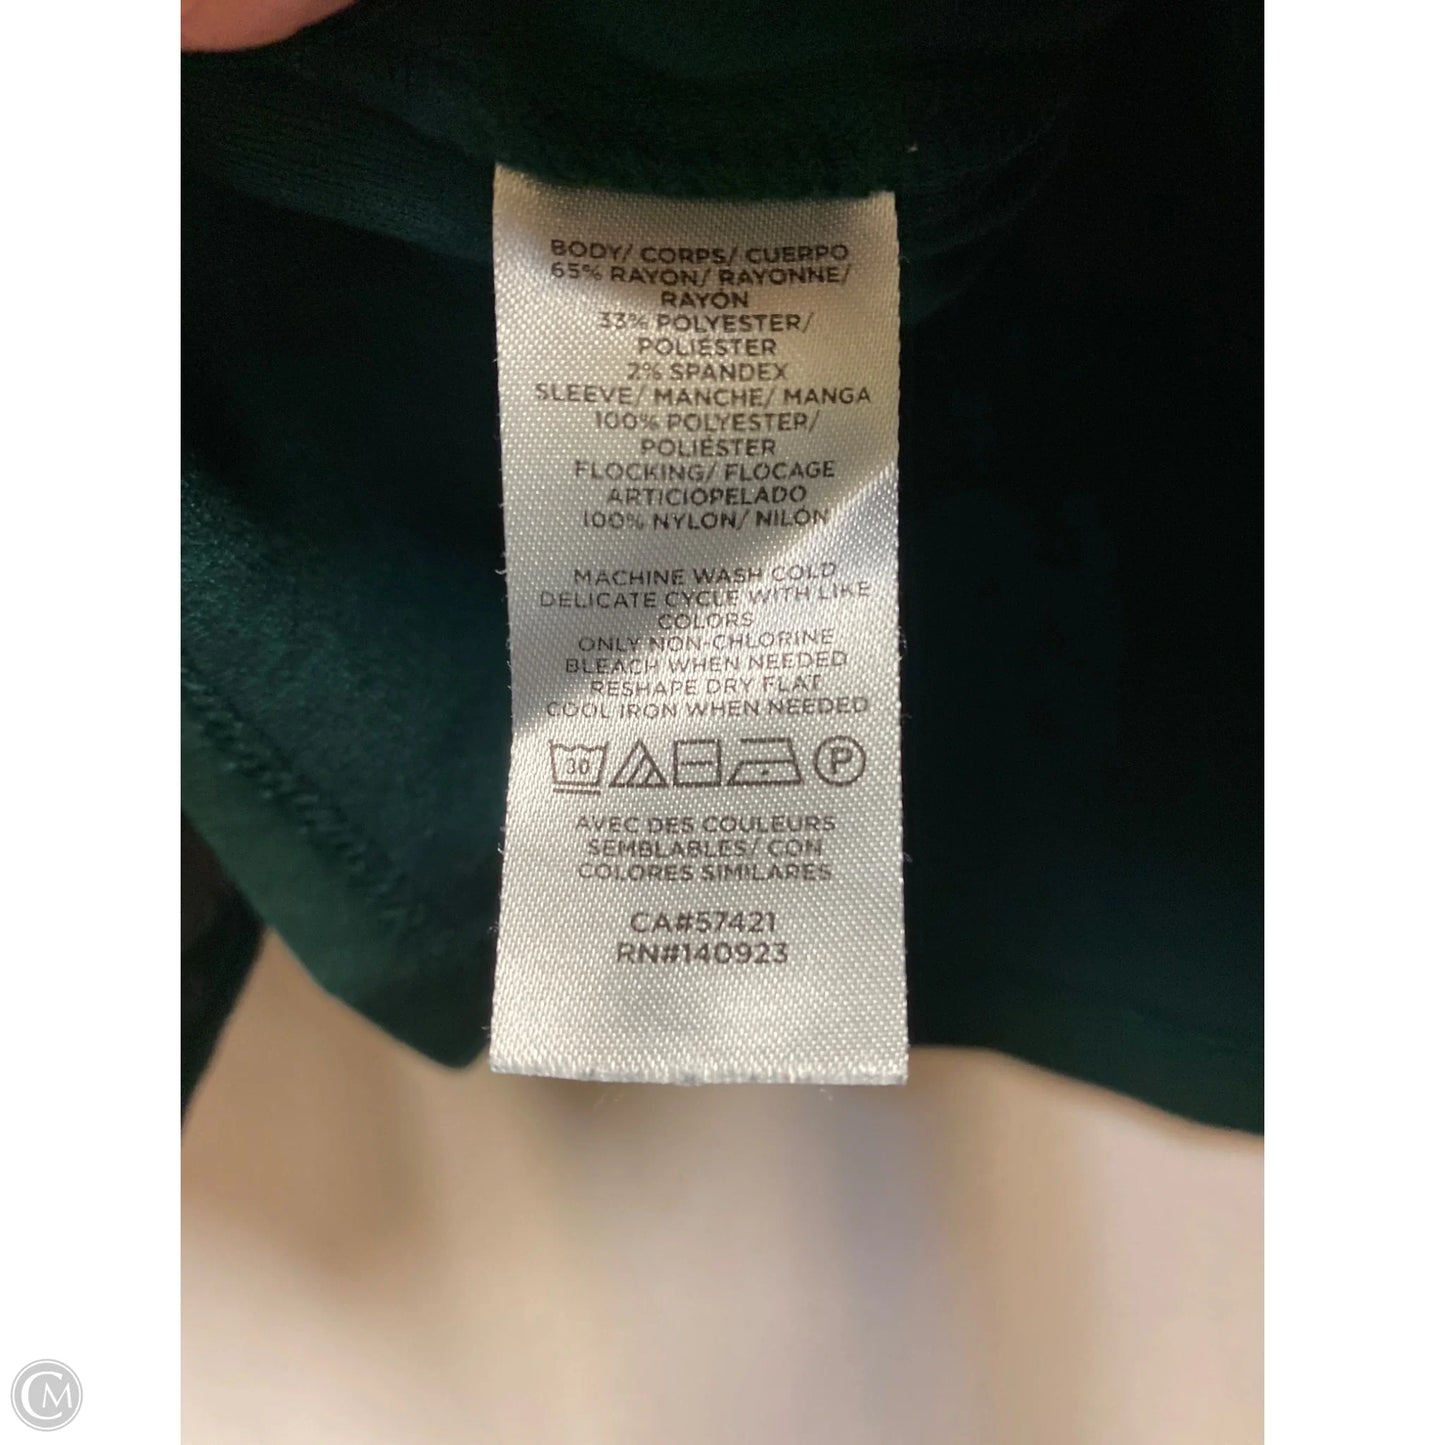 BODY/ CORPS/ CUERPO
65% RAYON/ RAYONNE/
RAYÓN
33% POLYESTER/
POLIÉSTER
2% SPANDEX
SLEEVE/ MANCHE/ MANGA
100% POLYESTER/
POLIÉSTER
FLOCKING/ FLOCAGE
ARTICIOPELADO
100% NYLON/ NILÓN
MACHINE WASH COLD
DELICATE CYCLE WITH LIKE
COLORS
ONLY NON-CHLORINE
BLEACH WHEN NEEDED
RESHAPE DRY FLAT
COOL IRON WHEN NEEDED
30 P
AVEC DES COULEURS
SEMBLABLES/ CON
COLORES SIMILARES
CA#57421
RN#140923
CM